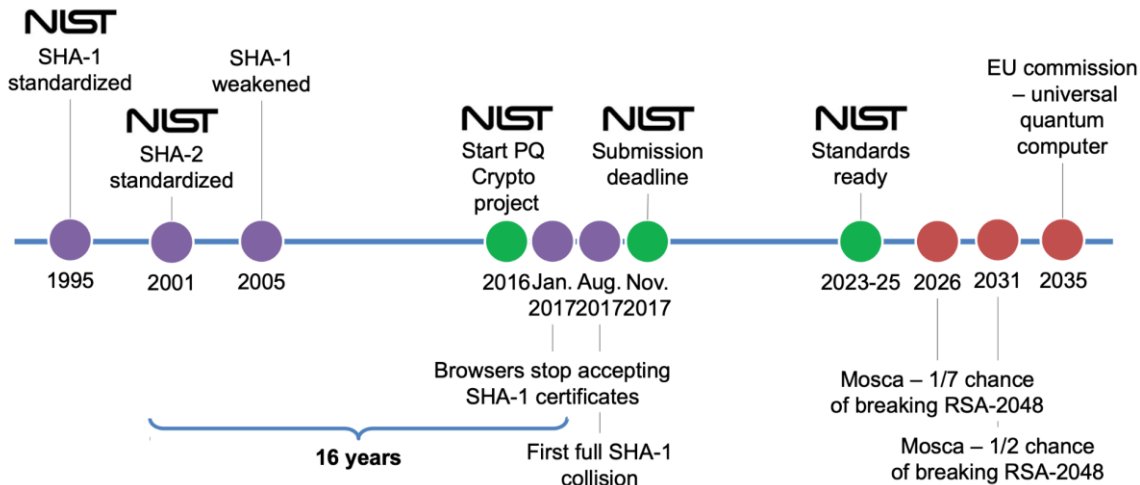 NIST
SHA-1
standardized
NIST
SHA-2
standardized
SHA-1
weakened
NIST
Start PQ
Crypto
project
NIST
Submission
deadline
NIST
Standards
ready
EU commission
– universal
quantum
computer
1995
2001
2005
2016
Jan.
2017
Aug.
2017
Nov.
2017
2023-25
2026
2031
2035
Browsers stop accepting
SHA-1 certificates
16 years
First full SHA-1
collision
Mosca – 1/7 chance
of breaking RSA-2048
Mosca – 1/2 chance
of breaking RSA-2048